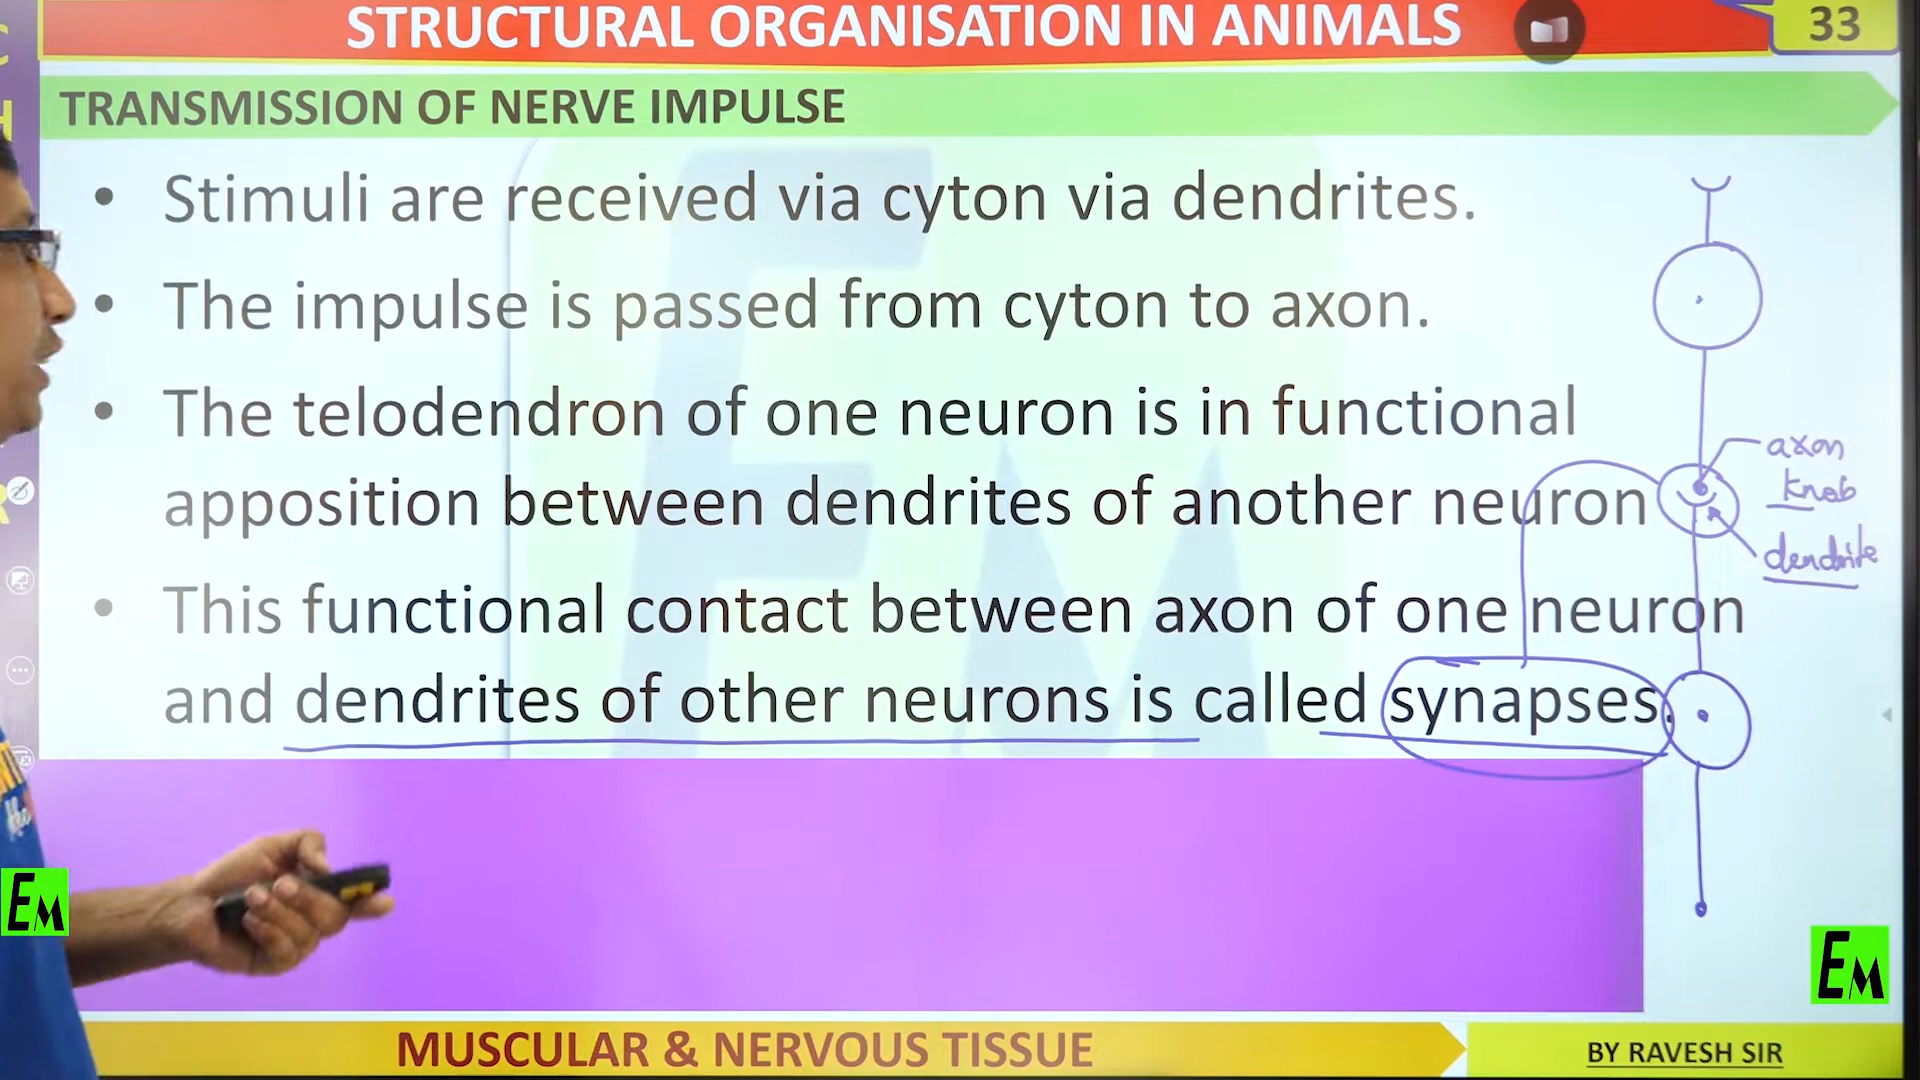 STRUCTURAL ORGANISATION IN ANIMALS
33
TRANSMISSION OF NERVE IMPULSE
• Stimuli are received via cyton via dendrites.
• The impulse is passed from cyton to axon.
• The telodendron of one neuron is in functional
apposition between dendrites of another neuron
axon
knob
dendrite
• This functional contact between axon of one neuron
and dendrites of other neurons is called synapses.
EM
EM
MUSCULAR & NERVOUS TISSUE
BY RAVESH SIR